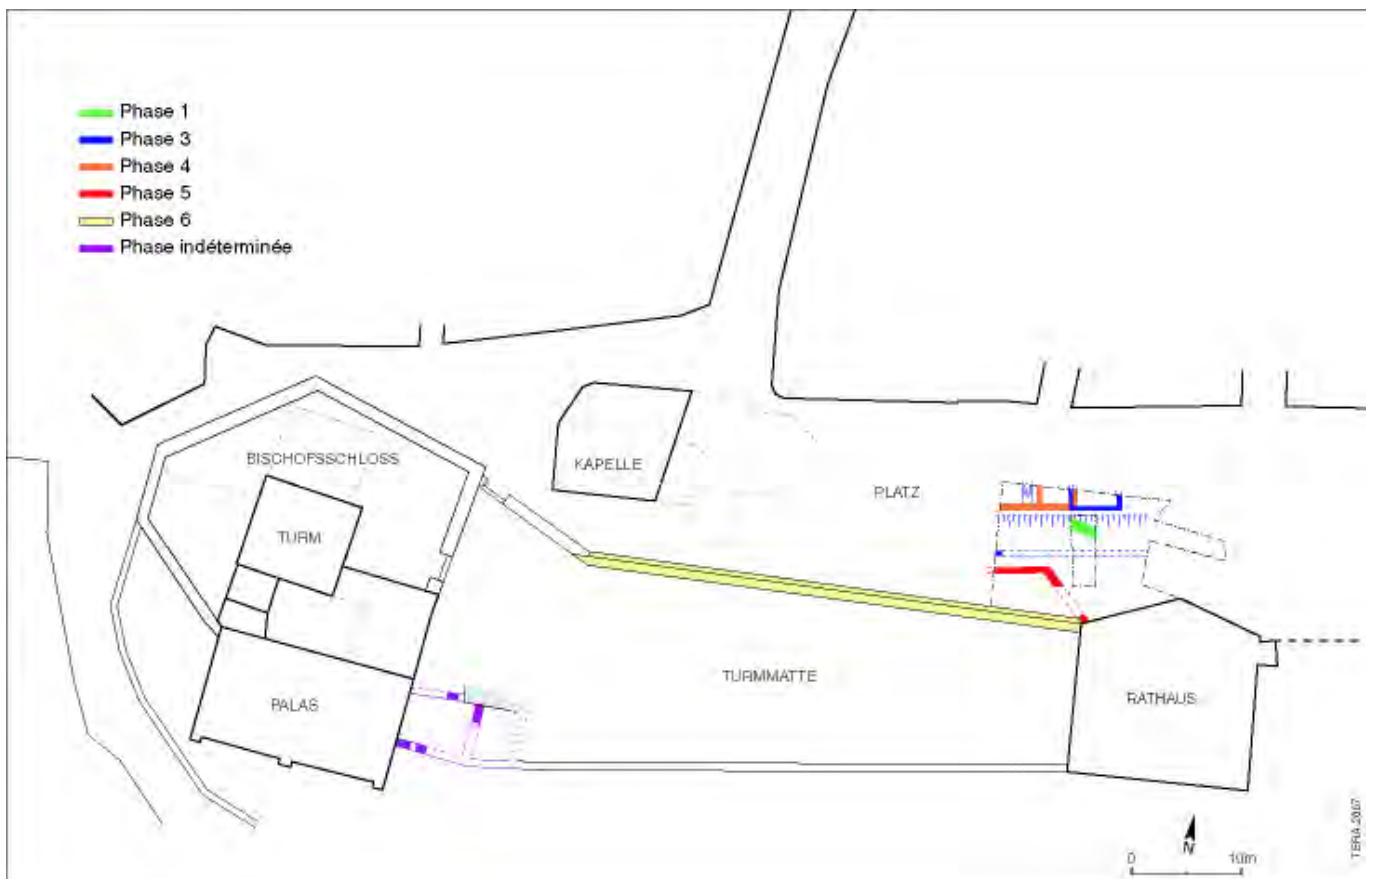 Phase 1
Phase 3
Phase 4
Phase 5
Phase 6
Phase indéterminée
BISCHOFSSCHLOSS
KAPELLE
PLATZ
TURM
TURMMATTE
RATHAUS
PALAS
N
0 10m
TERA 2007